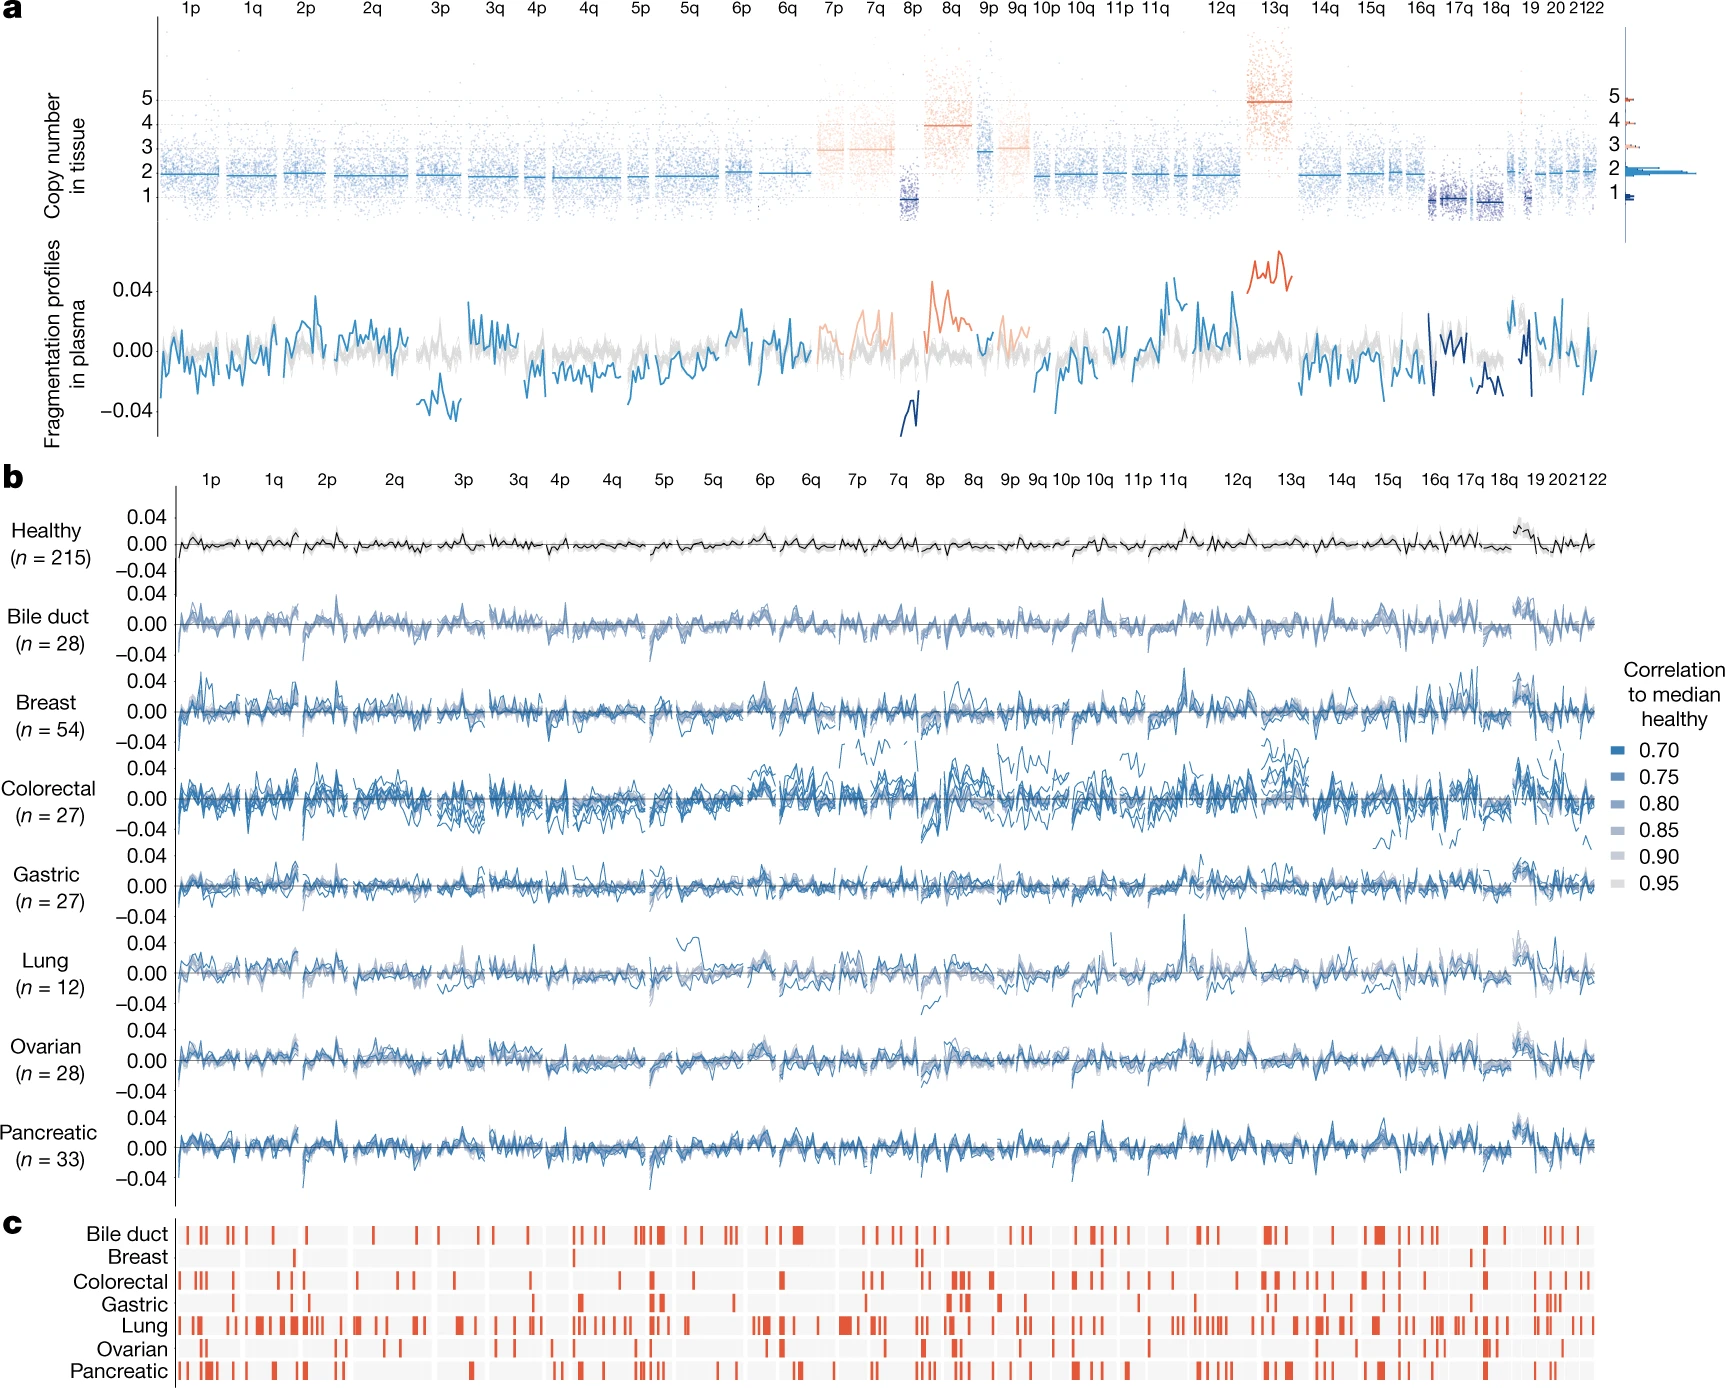 a
1p 1q 2p 2q 3p 3q 4p 4q 5p 5q 6p 6q 7p 7q 8p 8q 9p 9q 10p 10q 11p 11q 12q 13q 14q 15q 16q 17q 18q 19 20 21 22
Copy number
in tissue
5
4
3
2
1
5
4
3
2
1
Fragmentation profiles
in plasma
0.04
0.00
−0.04
b
1p 1q 2p 2q 3p 3q 4p 4q 5p 5q 6p 6q 7p 7q 8p 8q 9p 9q 10p 10q 11p 11q 12q 13q 14q 15q 16q 17q 18q 19 20 21 22
Healthy
(n = 215)
0.04
0.00
−0.04
Bile duct
(n = 28)
0.04
0.00
−0.04
Breast
(n = 54)
0.04
0.00
−0.04
Colorectal
(n = 27)
0.04
0.00
−0.04
Gastric
(n = 27)
0.04
0.00
−0.04
Lung
(n = 12)
0.04
0.00
−0.04
Ovarian
(n = 28)
0.04
0.00
−0.04
Pancreatic
(n = 33)
0.04
0.00
−0.04
Correlation
to median
healthy
0.70
0.75
0.80
0.85
0.90
0.95
c
Bile duct
Breast
Colorectal
Gastric
Lung
Ovarian
Pancreatic